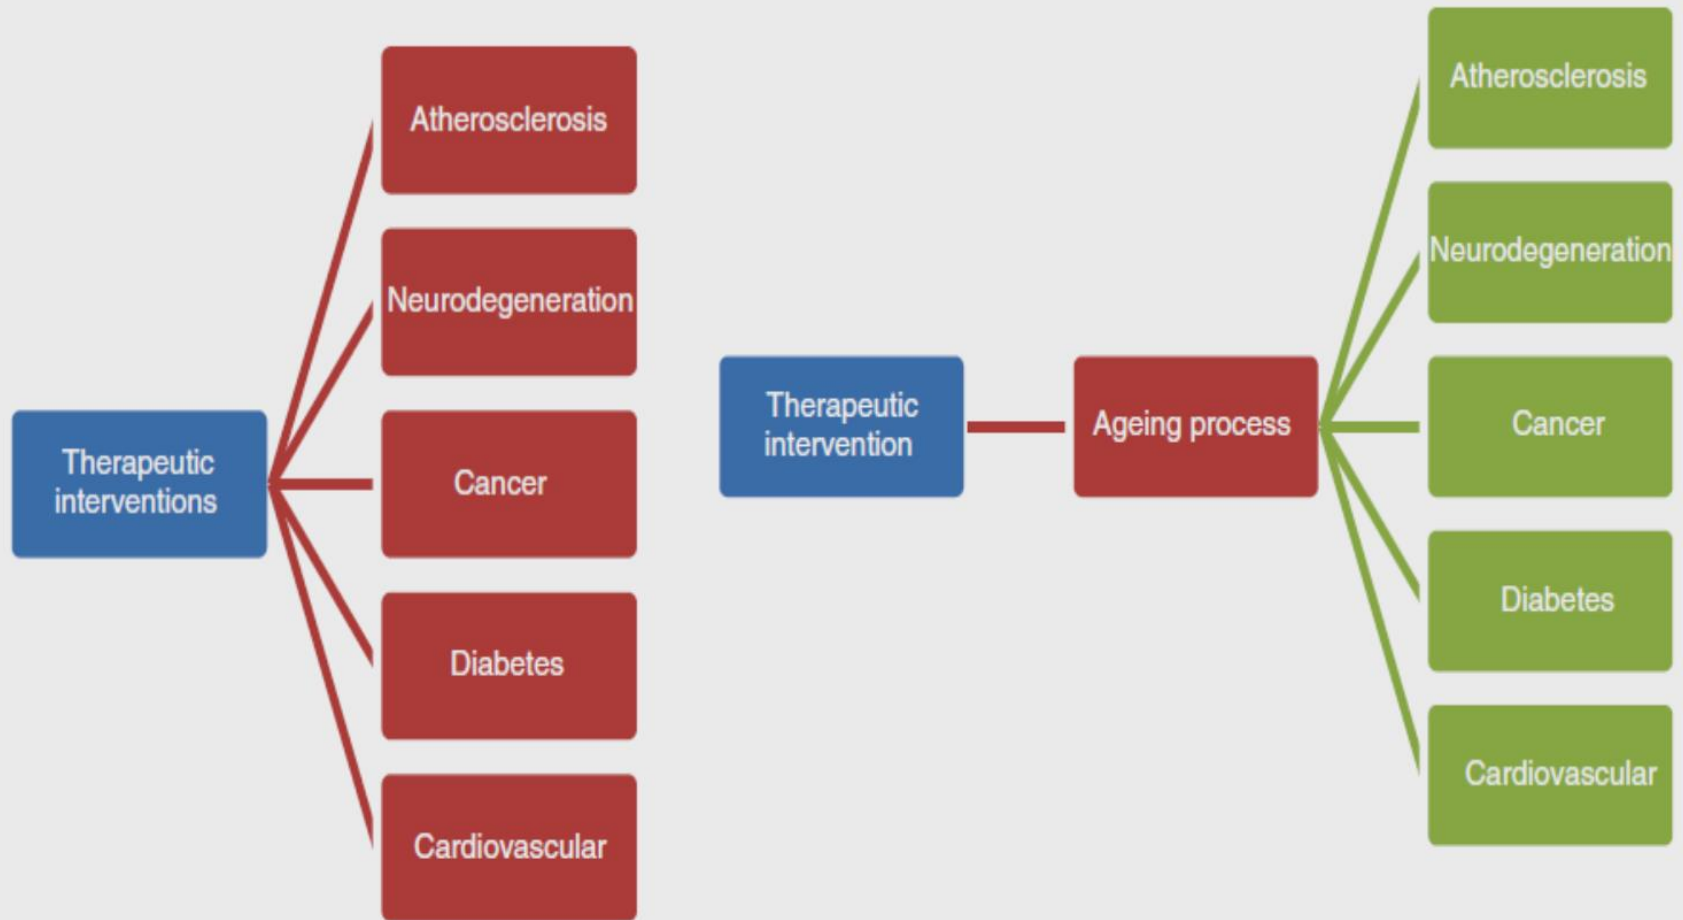 Therapeutic
interventions
Atherosclerosis
Neurodegeneration
Cancer
Diabetes
Cardiovascular
Therapeutic
intervention
Ageing process
Atherosclerosis
Neurodegeneration
Cancer
Diabetes
Cardiovascular